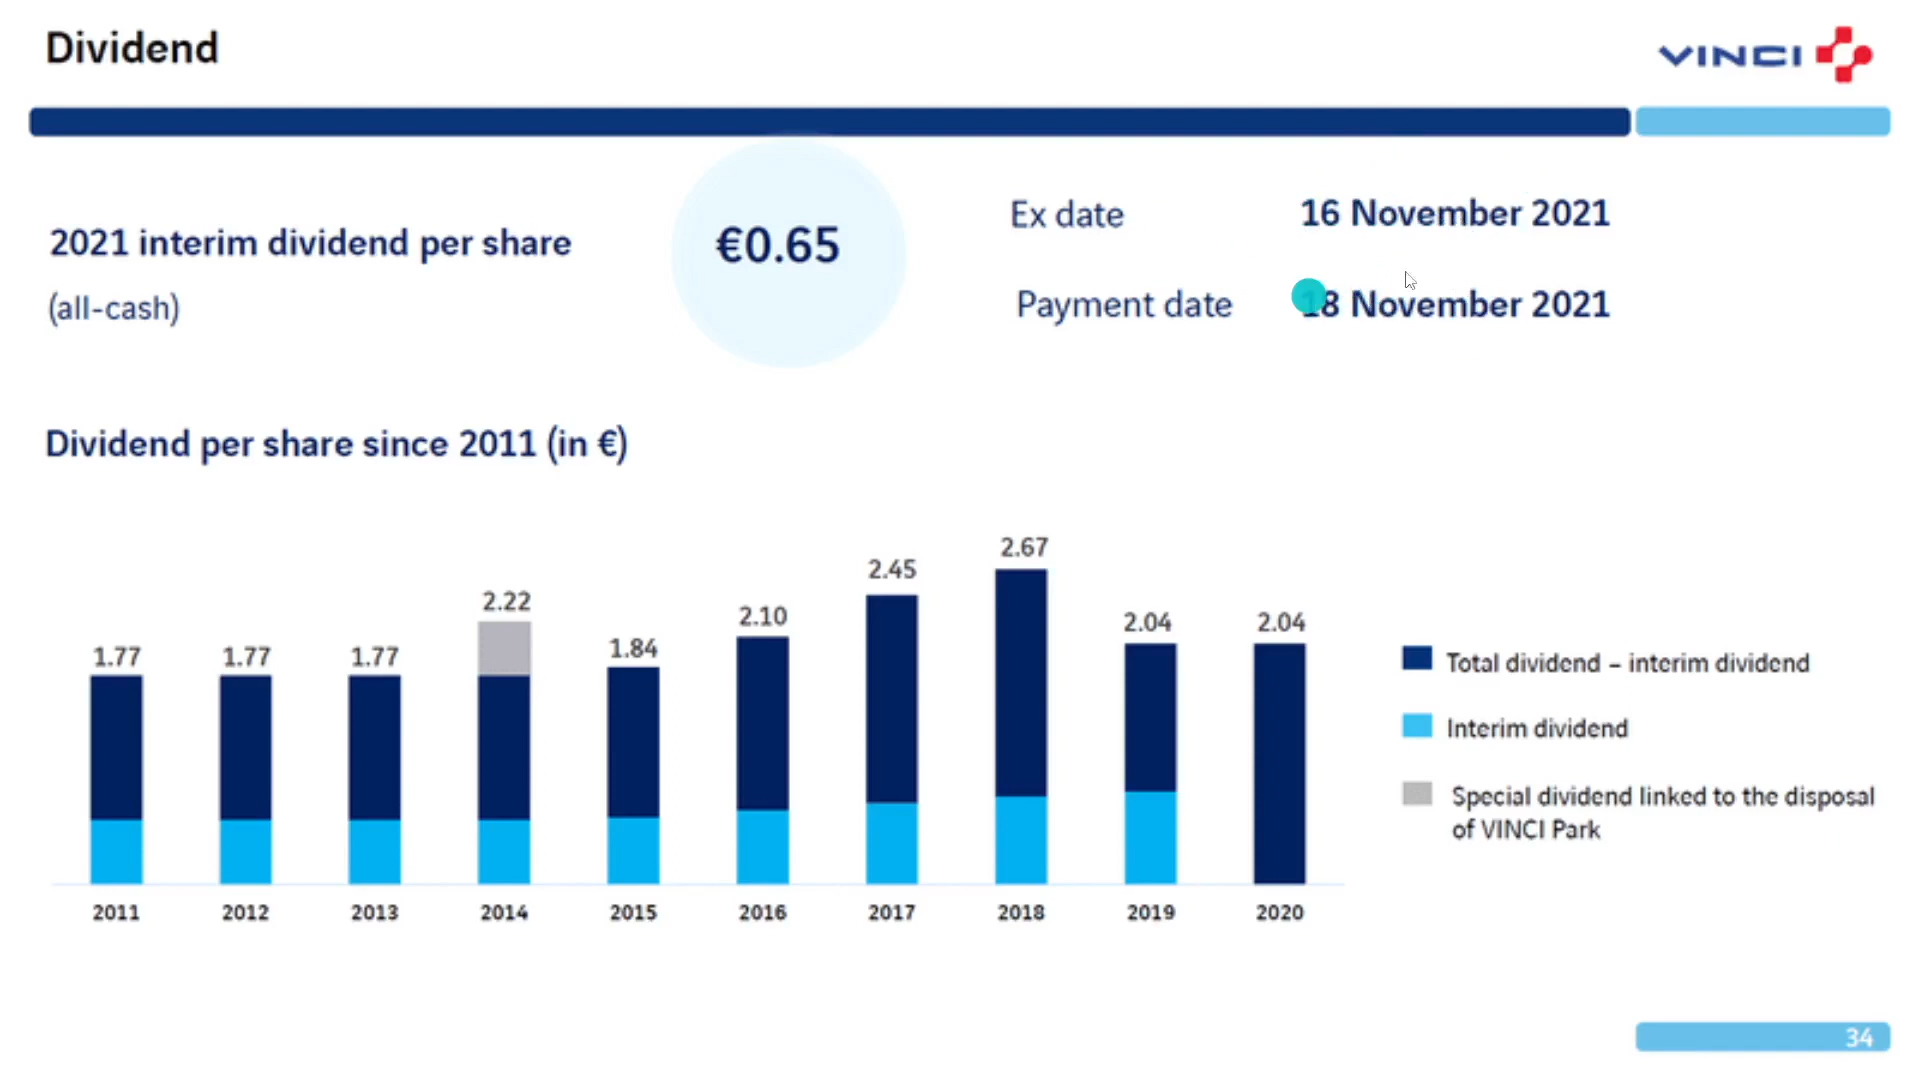 Dividend
VINCI
2021 interim dividend per share
(all-cash)
€0.65
Ex date
16 November 2021
Payment date
18 November 2021
Dividend per share since 2011 (in €)
1.77
1.77
1.77
2.22
1.84
2.10
2.45
2.67
2.04
2.04
2011
2012
2013
2014
2015
2016
2017
2018
2019
2020
Total dividend – interim dividend
Interim dividend
Special dividend linked to the disposal
of VINCI Park
34